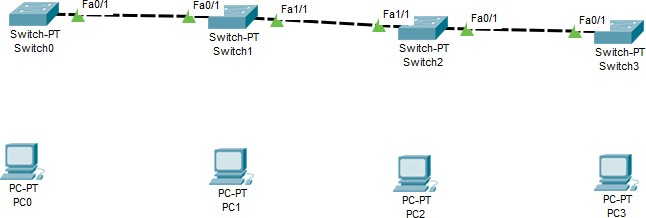 Fa0/1
Fa0/1
Fa1/1
Fa1/1
Fa0/1
Fa0/1
Switch-PT
Switch0
Switch-PT
Switch1
Switch-PT
Switch2
Switch-PT
Switch3
PC-PT
PC0
PC-PT
PC1
PC-PT
PC2
PC-PT
PC3